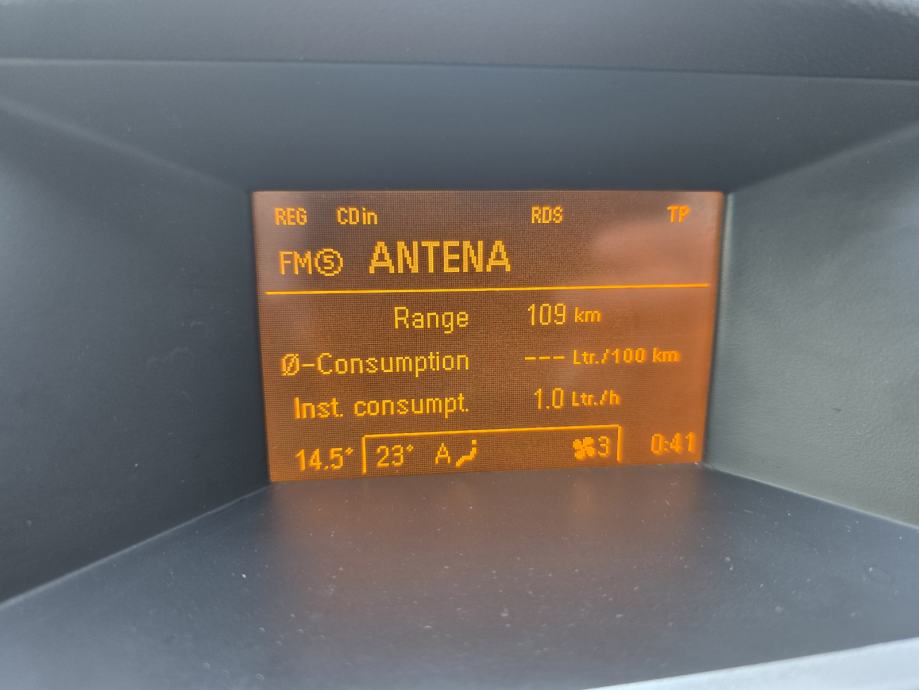 REG CDin RDS TP
FM⑤ ANTENA
Range 109 km
Ø-Consumption --- Ltr./100 km
Inst. consumpt. 1.0 Ltr./h
14.5° 23° A 3 0:41